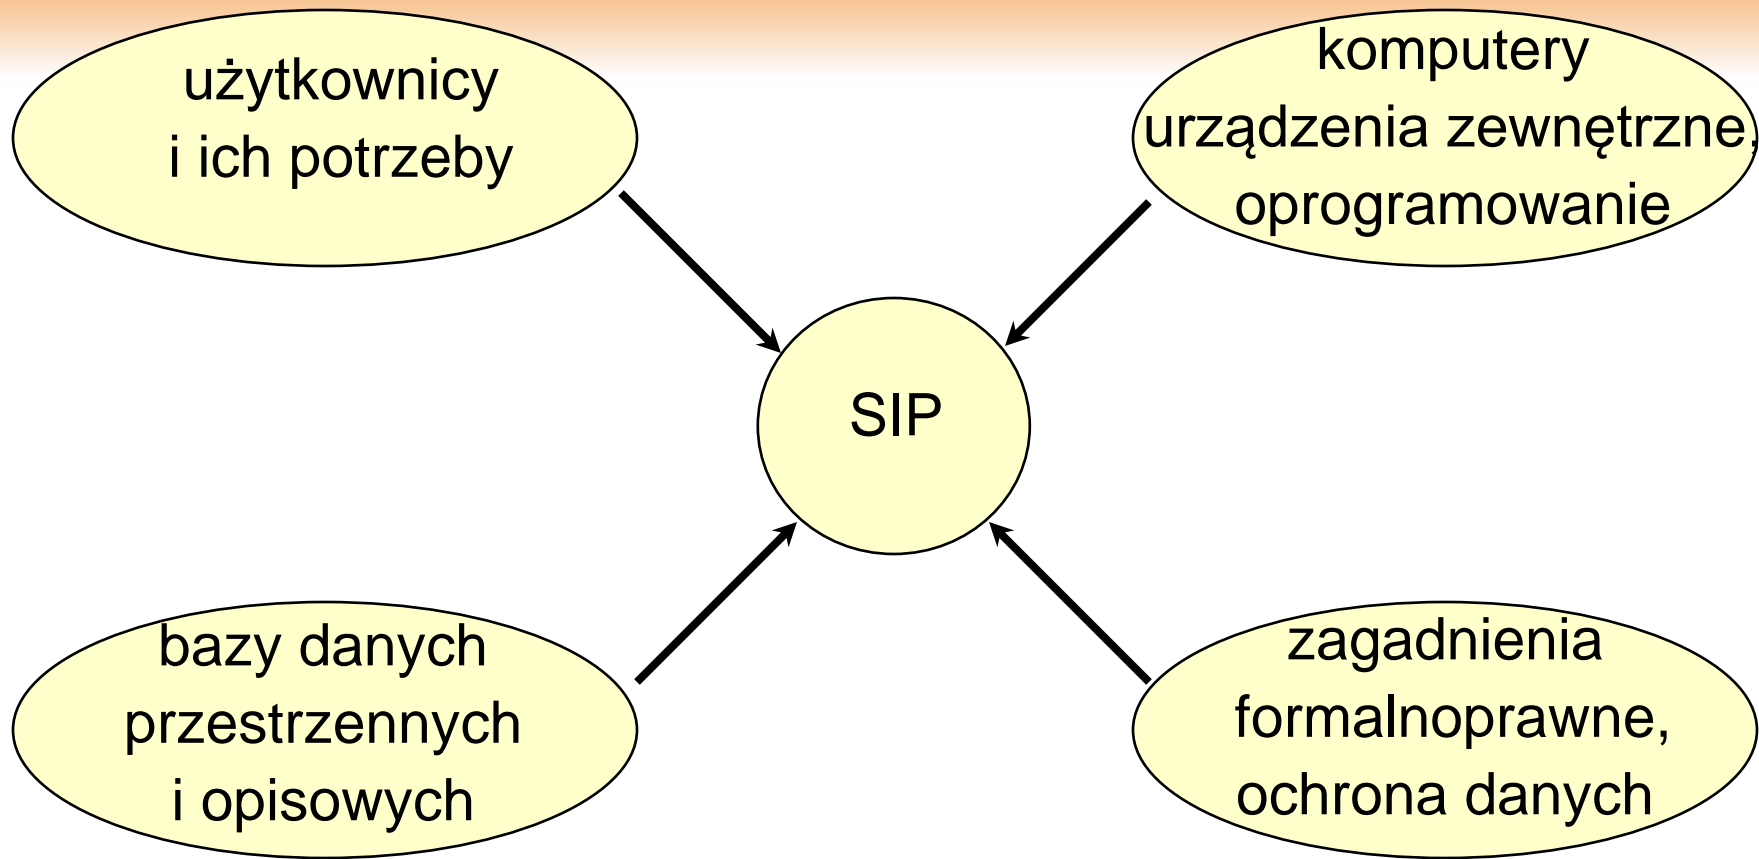 użytkownicy
i ich potrzeby
komputery
urządzenia zewnętrzne,
oprogramowanie
SIP
bazy danych
przestrzennych
i opisowych
zagadnienia
formalnoprawne,
ochrona danych